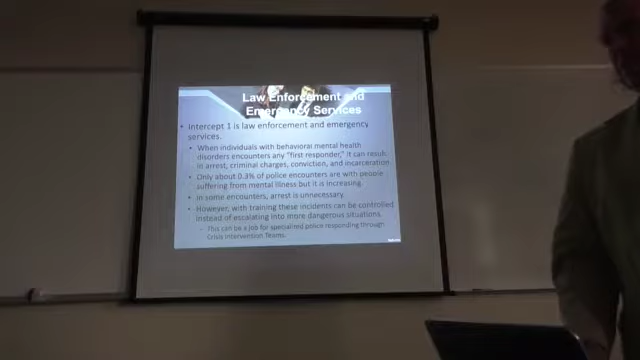 Law Enforcement and
Emergency Services
• Intercept 1 is law enforcement and emergency
services.
• When individuals with behavioral mental health
disorders encounters any "first responder," it can result
in arrest, criminal charges, conviction, and incarceration.
• Only about 0.3% of police encounters are with people
suffering from mental illness but it is increasing.
• In some encounters, arrest is unnecessary.
• However, with training these incidents can be controlled
instead of escalating into more dangerous situations.
– This can be a job for specialized police responding through
Crisis Intervention Teams.